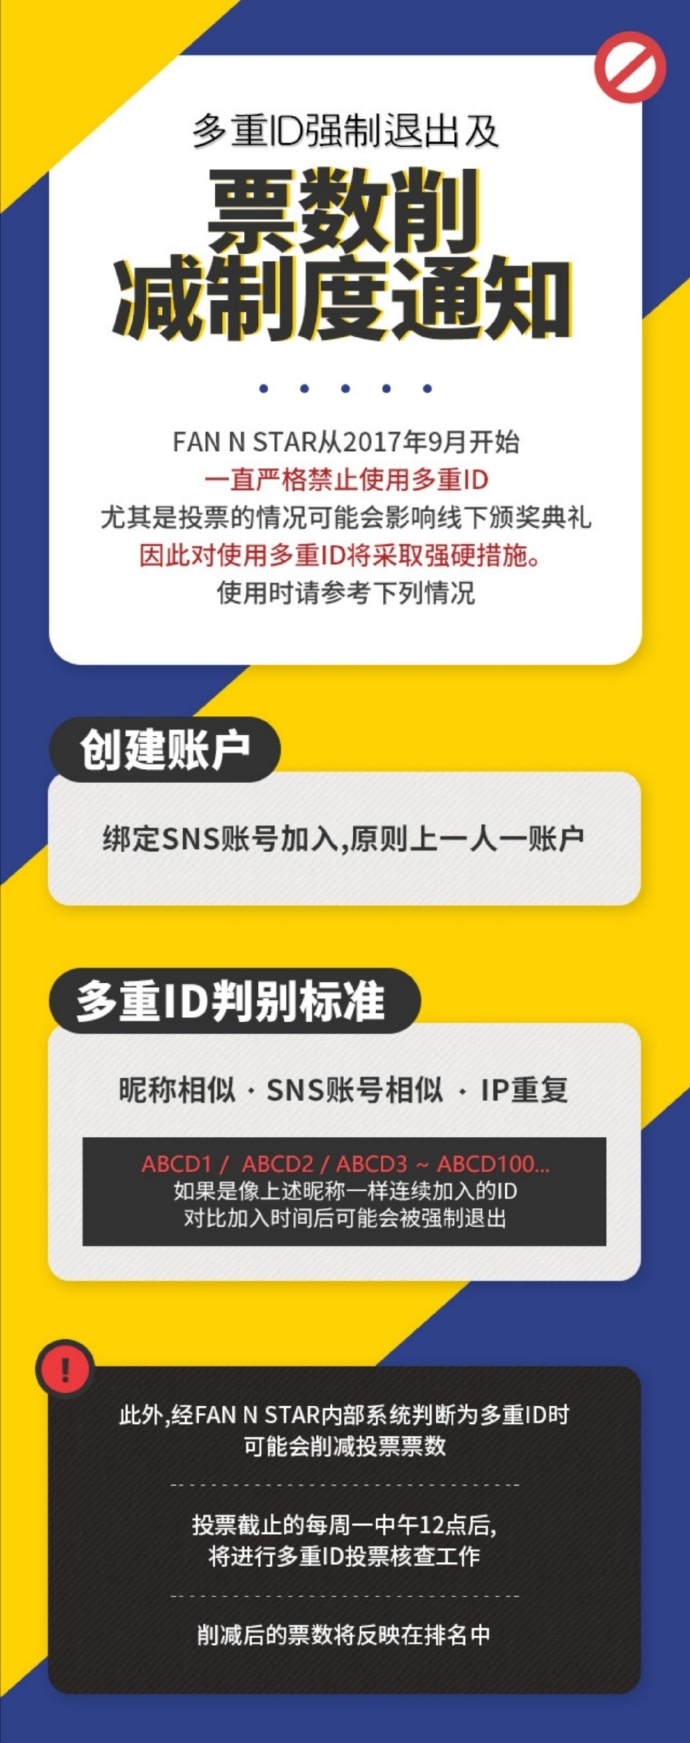 多重ID强制退出及
票数削
减制度通知
FAN N STAR从2017年9月开始
一直严格禁止使用多重ID
尤其是投票的情况可能会影响线下颁奖典礼
因此对使用多重ID将采取强硬措施。
使用时请参考下列情况
创建账户
绑定SNS账号加入,原则上一人一账户
多重ID判别标准
昵称相似 · SNS账号相似 · IP重复
ABCD1 / ABCD2 / ABCD3 ~ ABCD100...
如果是像上述昵称一样连续加入的ID
对比加入时间后可能会被强制退出
!
此外,经FAN N STAR内部系统判断为多重ID时
可能会削减投票票数
投票截止的每周一中午12点后,
将进行多重ID投票核查工作
削减后的票数将反映在排名中